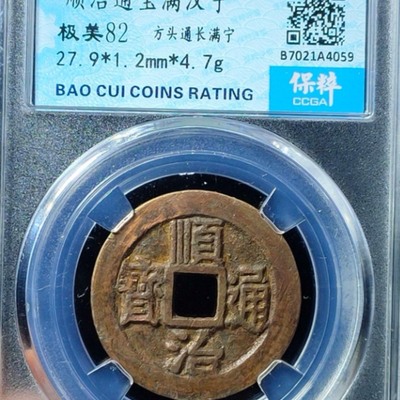 顺治通宝满汉宁
极美82 方头通长满宁
27.9*1.2mm*4.7g
BAO CUI COINS RATING
B7021A4059
保粹
CCGA
順
寶 通
治